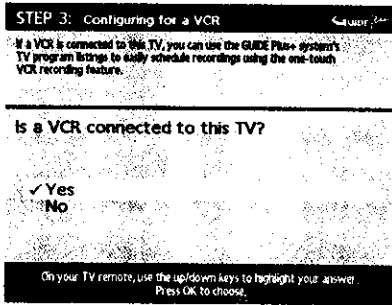 STEP 3: Configuring for a VCR
GUIDE
If a VCR is connected to this TV, you can use the GUIDE Plus+ system's
TV program listings to easily schedule recordings using the one-touch
VCR recording feature.
Is a VCR connected to this TV?
✓ Yes
No
On your TV remote, use the up/down keys to highlight your answer.
Press OK to choose.